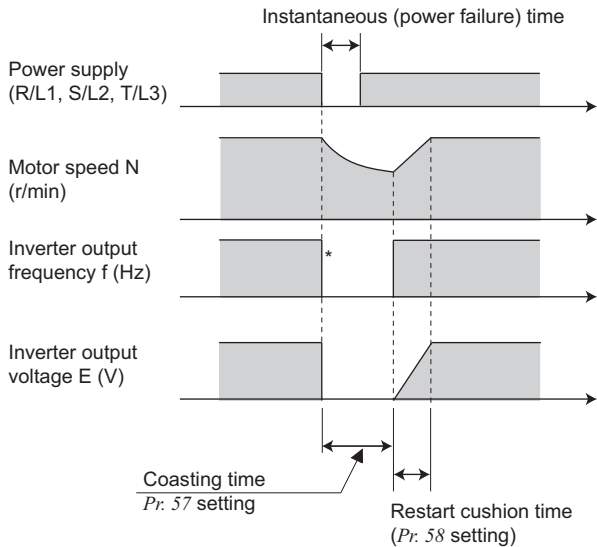 Instantaneous (power failure) time
Power supply
(R/L1, S/L2, T/L3)
Motor speed N
(r/min)
Inverter output
frequency f (Hz)
*
Inverter output
voltage E (V)
Coasting time
Pr. 57 setting
Restart cushion time
(Pr. 58 setting)